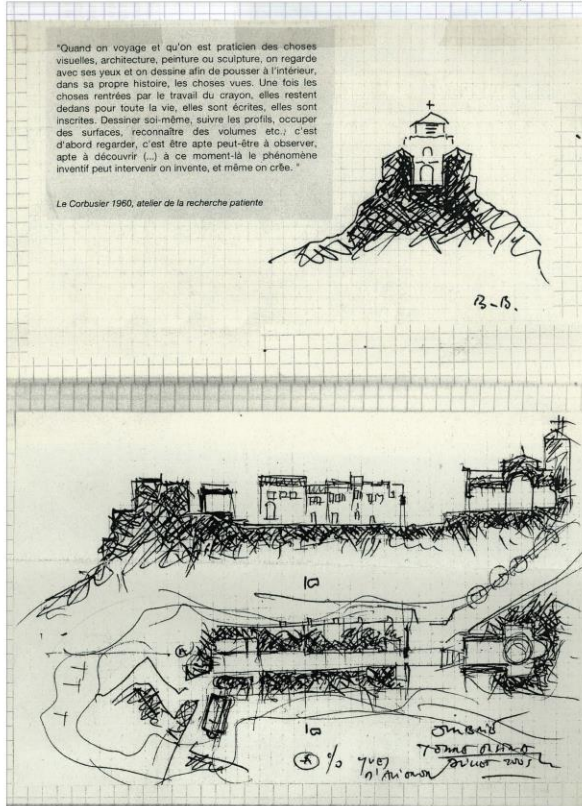 "Quand on voyage et qu'on est praticien des choses
visuelles, architecture, peinture ou sculpture, on regarde
avec ses yeux et on dessine afin de pousser à l'intérieur,
dans sa propre histoire, les choses vues. Une fois les
choses rentrées par le travail du crayon, elles restent
dedans pour toute la vie, elles sont écrites, elles sont
inscrites. Dessiner soi-même, suivre les profils, occuper
des surfaces, reconnaître des volumes etc., c'est
d'abord regarder, c'est être apte peut-être à observer,
apte à découvrir (...) à ce moment-là le phénomène
inventif peut intervenir on invente, et même on crée. "
Le Corbusier 1960, atelier de la recherche patiente
B-B.